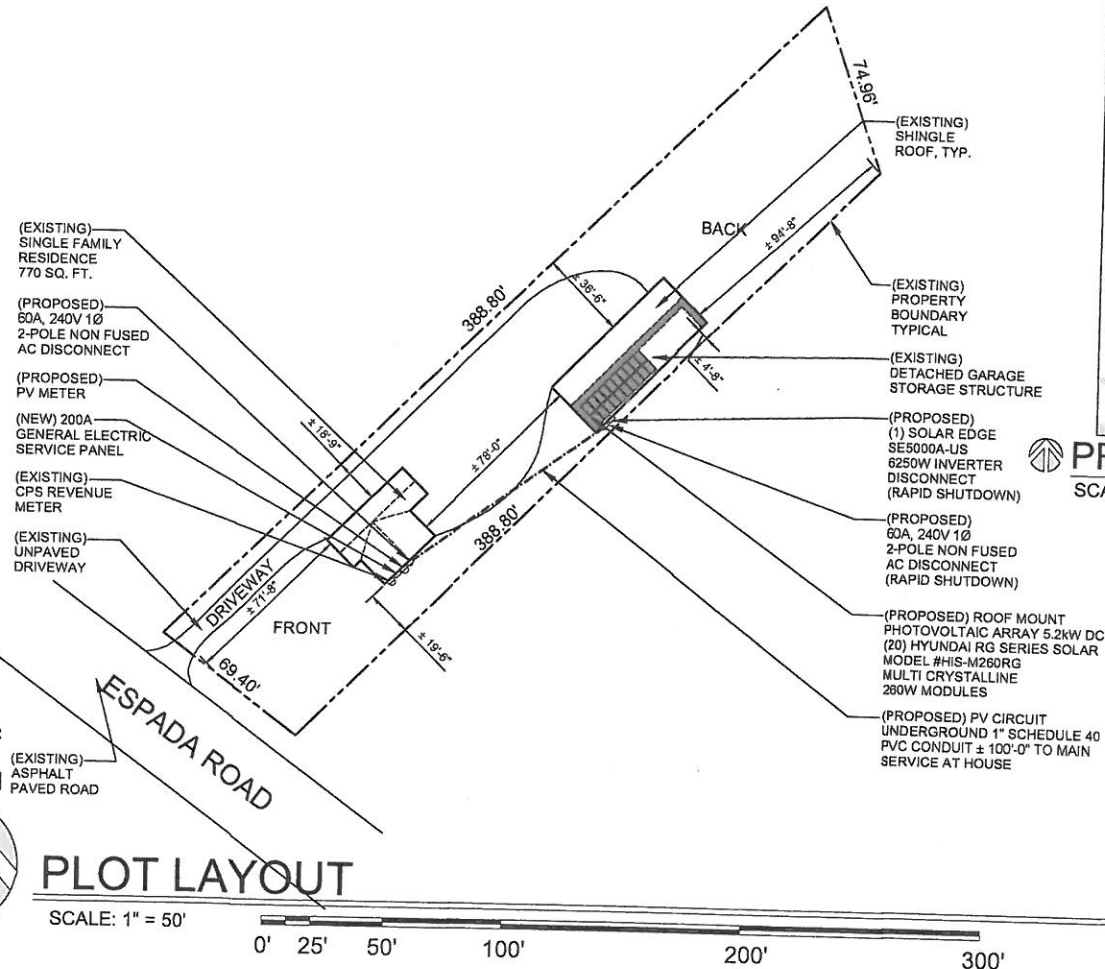 74.96'
(EXISTING)
SHINGLE
ROOF, TYP.
BACK
± 94'-8"
(EXISTING)
SINGLE FAMILY
RESIDENCE
770 SQ. FT.
± 36'-6"
388.80'
(EXISTING)
PROPERTY
BOUNDARY
TYPICAL
(PROPOSED)
60A, 240V 1Ø
2-POLE NON FUSED
AC DISCONNECT
± 4'-8"
(EXISTING)
DETACHED GARAGE
STORAGE STRUCTURE
(PROPOSED)
PV METER
(NEW) 200A
GENERAL ELECTRIC
SERVICE PANEL
± 18'-9"
± 78'-0"
(PROPOSED)
(1) SOLAR EDGE
SE5000A-US
6250W INVERTER
DISCONNECT
(RAPID SHUTDOWN)
(EXISTING)
CPS REVENUE
METER
388.80'
(PROPOSED)
60A, 240V 1Ø
2-POLE NON FUSED
AC DISCONNECT
(RAPID SHUTDOWN)
(EXISTING)
UNPAVED
DRIVEWAY
DRIVEWAY
± 71'-8"
FRONT
± 19'-6"
69.40'
(PROPOSED) ROOF MOUNT
PHOTOVOLTAIC ARRAY 5.2kW DC
(20) HYUNDAI RG SERIES SOLAR
MODEL #HIS-M260RG
MULTI CRYSTALLINE
260W MODULES
(PROPOSED) PV CIRCUIT
UNDERGROUND 1" SCHEDULE 40
PVC CONDUIT ± 100'-0" TO MAIN
SERVICE AT HOUSE
ESPADA ROAD
(EXISTING)
ASPHALT
PAVED ROAD
PLOT LAYOUT
SCALE: 1" = 50'
0' 25' 50' 100' 200' 300'